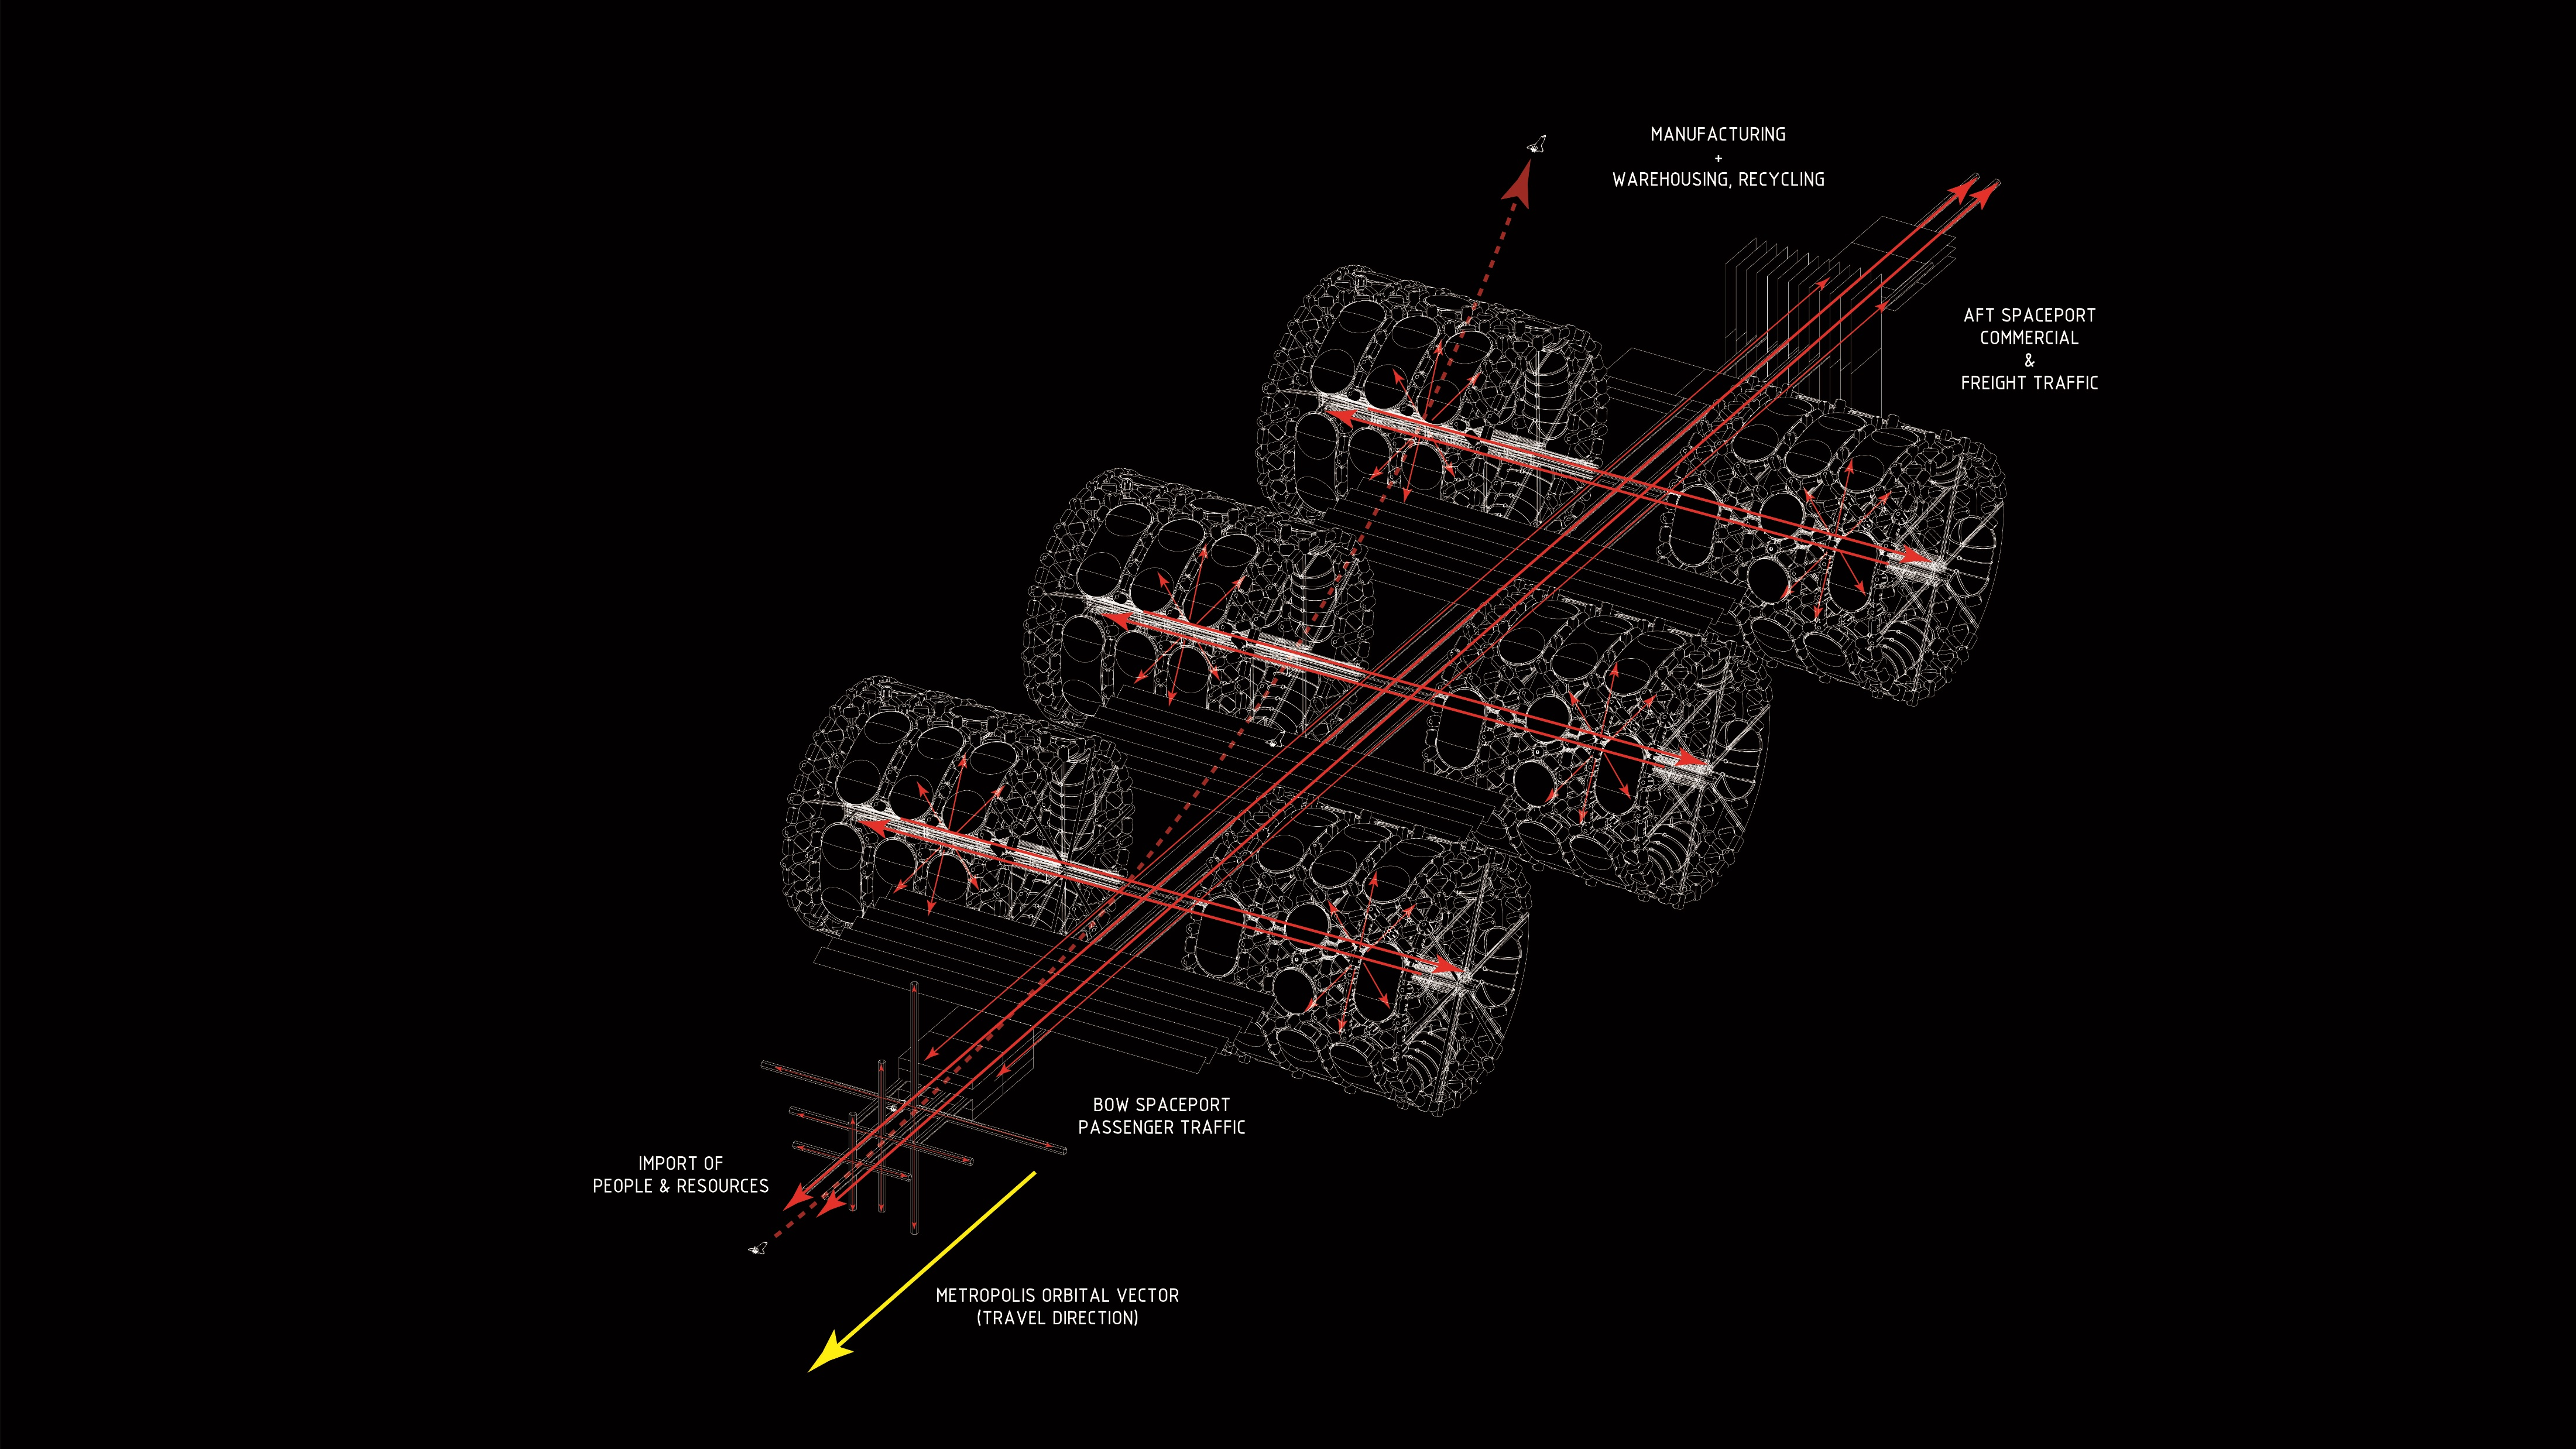 MANUFACTURING
+
WAREHOUSING, RECYCLING
AFT SPACEPORT
COMMERCIAL
&
FREIGHT TRAFFIC
BOW SPACEPORT
PASSENGER TRAFFIC
IMPORT OF
PEOPLE & RESOURCES
METROPOLIS ORBITAL VECTOR
(TRAVEL DIRECTION)